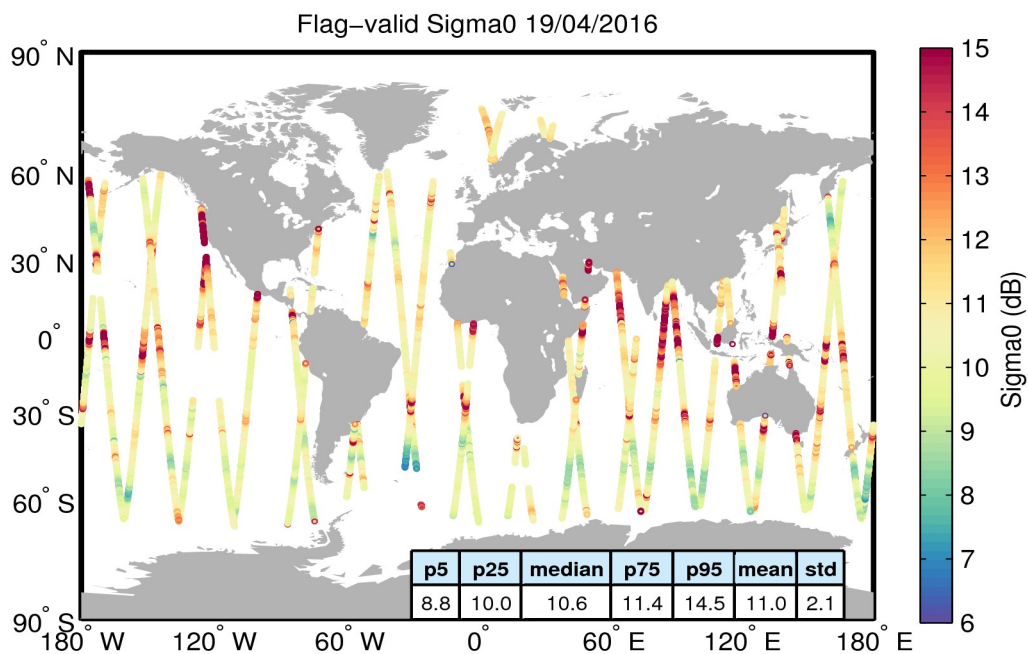 Flag−valid Sigma0 19/04/2016
90° N
60° N
30° N
0°
30° S
60° S
90° S
180° W
120° W
60° W
0°
60° E
120° E
180° E
p5 p25 median p75 p95 mean std
8.8 10.0 10.6 11.4 14.5 11.0 2.1
15
14
13
12
11
10
9
8
7
6
Sigma0 (dB)